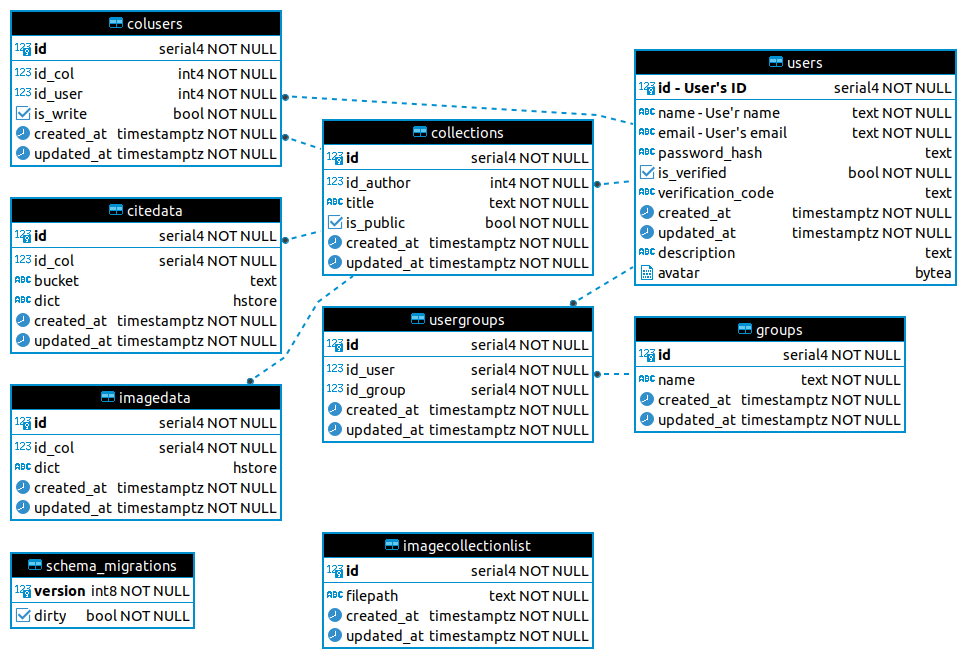 colusers
id serial4 NOT NULL
id_col int4 NOT NULL
id_user int4 NOT NULL
is_write bool NOT NULL
created_at timestamptz NOT NULL
updated_at timestamptz NOT NULL
citedata
id serial4 NOT NULL
id_col serial4 NOT NULL
bucket text
dict hstore
created_at timestamptz NOT NULL
updated_at timestamptz NOT NULL
imagedata
id serial4 NOT NULL
id_col serial4 NOT NULL
dict hstore
created_at timestamptz NOT NULL
updated_at timestamptz NOT NULL
schema_migrations
version int8 NOT NULL
dirty bool NOT NULL
collections
id serial4 NOT NULL
id_author int4 NOT NULL
title text NOT NULL
is_public bool NOT NULL
created_at timestamptz NOT NULL
updated_at timestamptz NOT NULL
usergroups
id serial4 NOT NULL
id_user serial4 NOT NULL
id_group serial4 NOT NULL
created_at timestamptz NOT NULL
updated_at timestamptz NOT NULL
imagecollectionlist
id serial4 NOT NULL
filepath text NOT NULL
created_at timestamptz NOT NULL
updated_at timestamptz NOT NULL
users
id - User's ID serial4 NOT NULL
name - Use'r name text NOT NULL
email - User's email text NOT NULL
password_hash text
is_verified bool NOT NULL
verification_code text
created_at timestamptz NOT NULL
updated_at timestamptz NOT NULL
description text
avatar bytea
groups
id serial4 NOT NULL
name text NOT NULL
created_at timestamptz NOT NULL
updated_at timestamptz NOT NULL